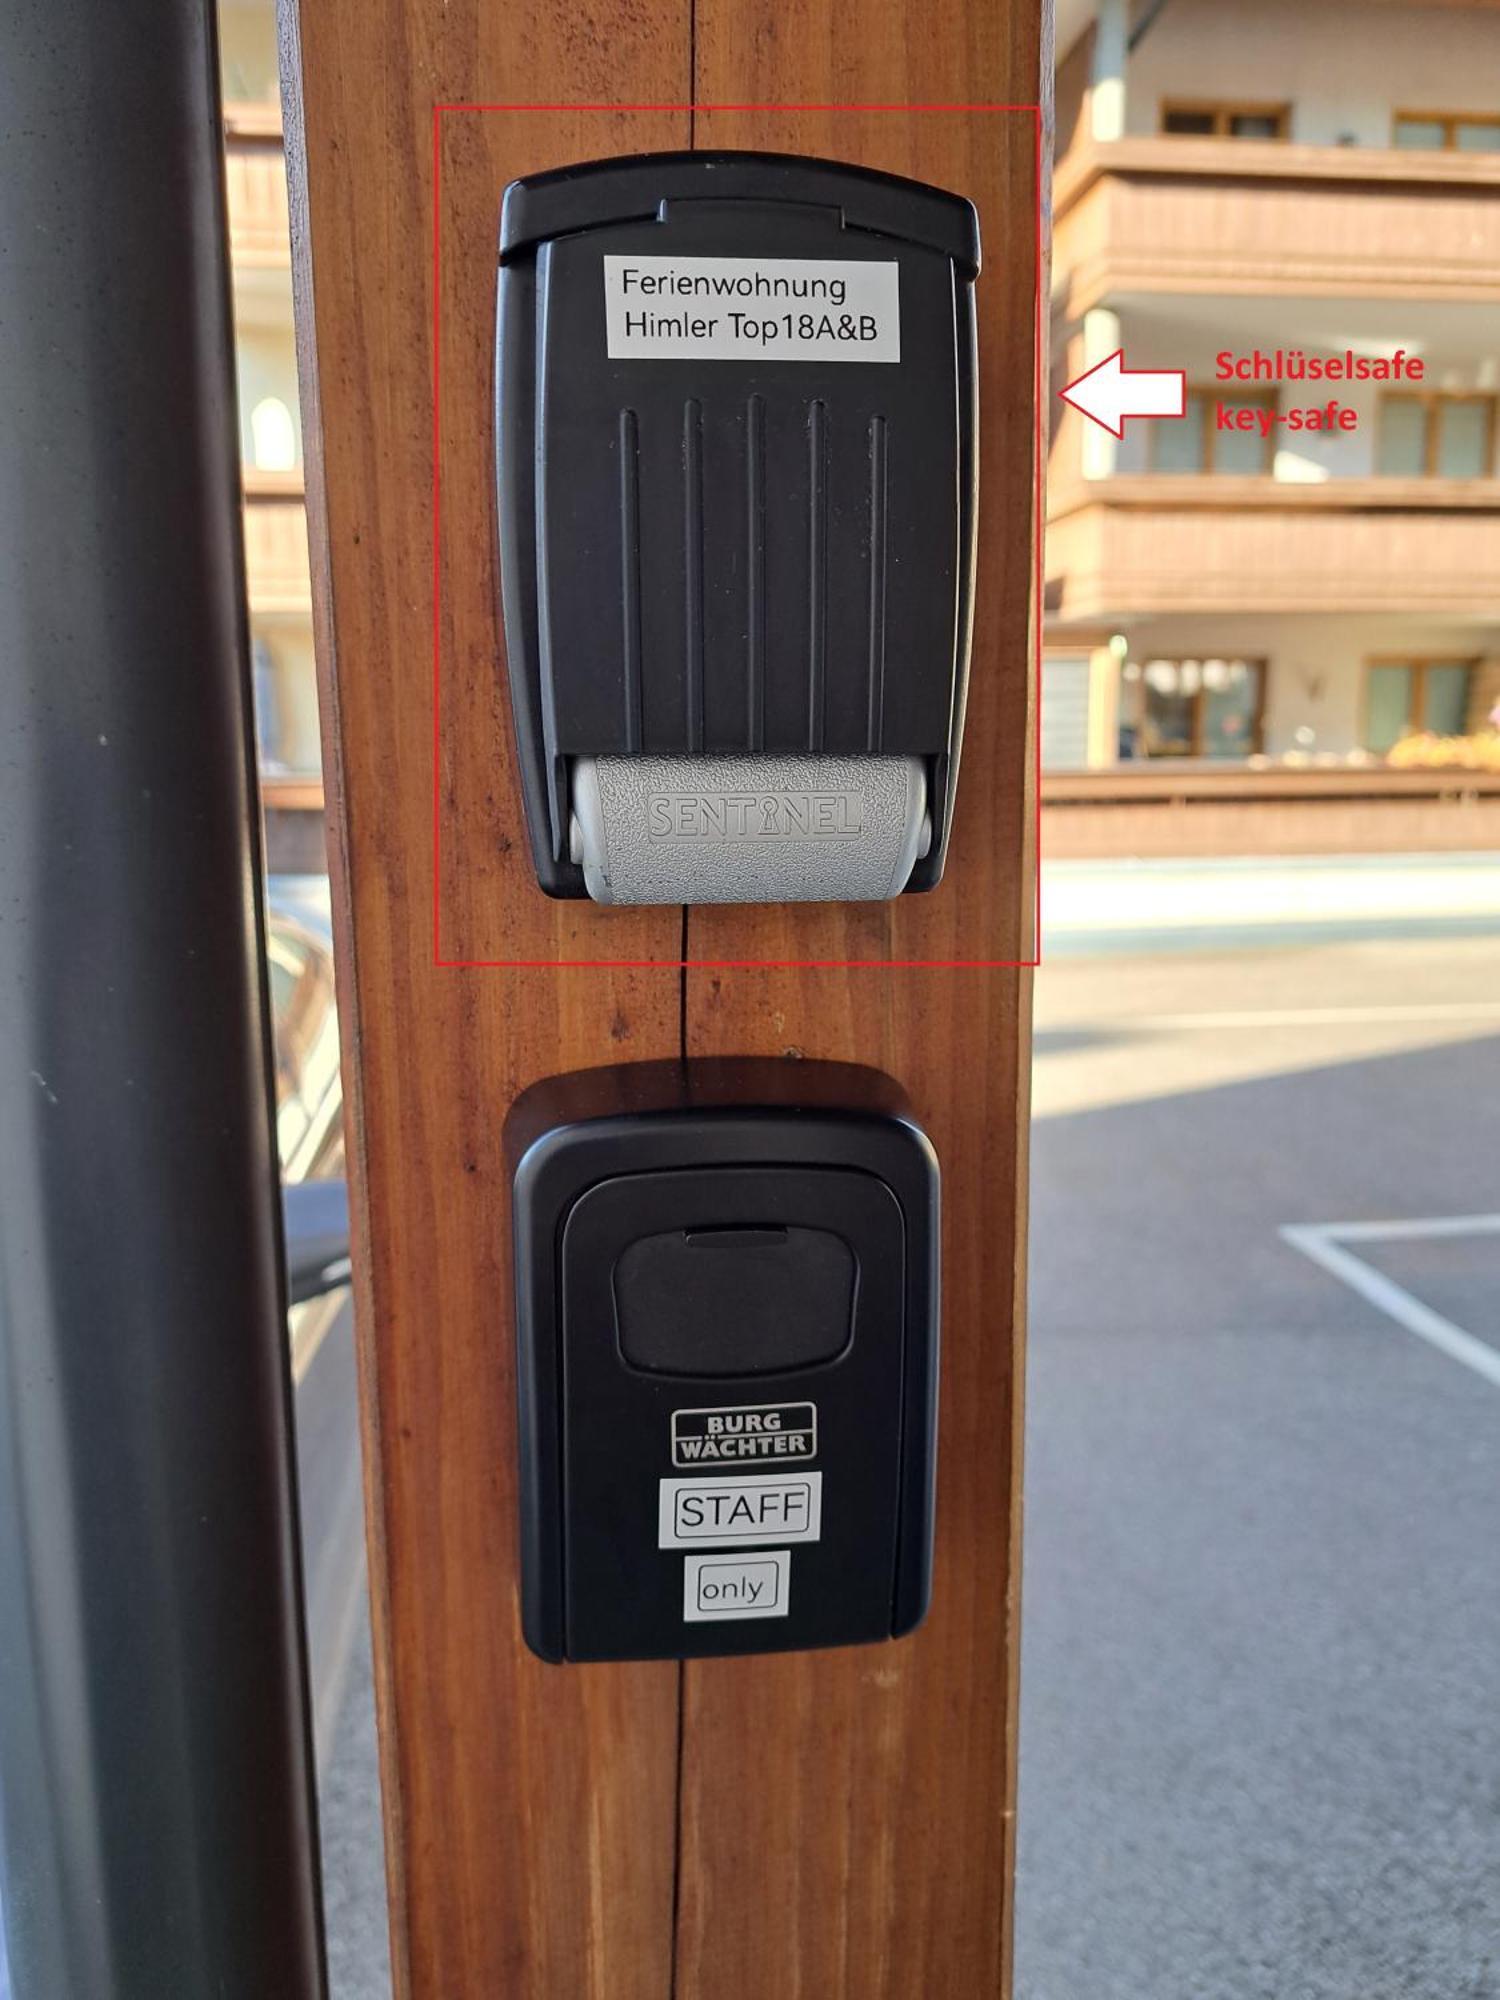 Ferienwohnung
Himler Top18A&B
Schlüselsafe
key-safe
SENTINEL
BURG
WÄCHTER
STAFF
only